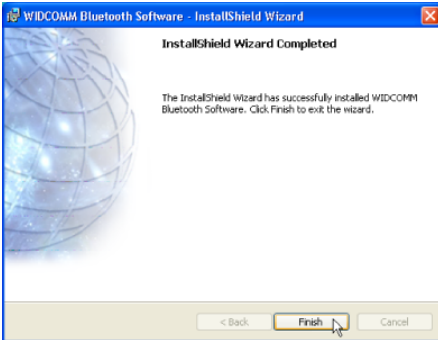 WIDCOMM Bluetooth Software - InstallShield Wizard
InstallShield Wizard Completed
The InstallShield Wizard has successfully installed WIDCOMM
Bluetooth Software. Click Finish to exit the wizard.
< Back Finish Cancel